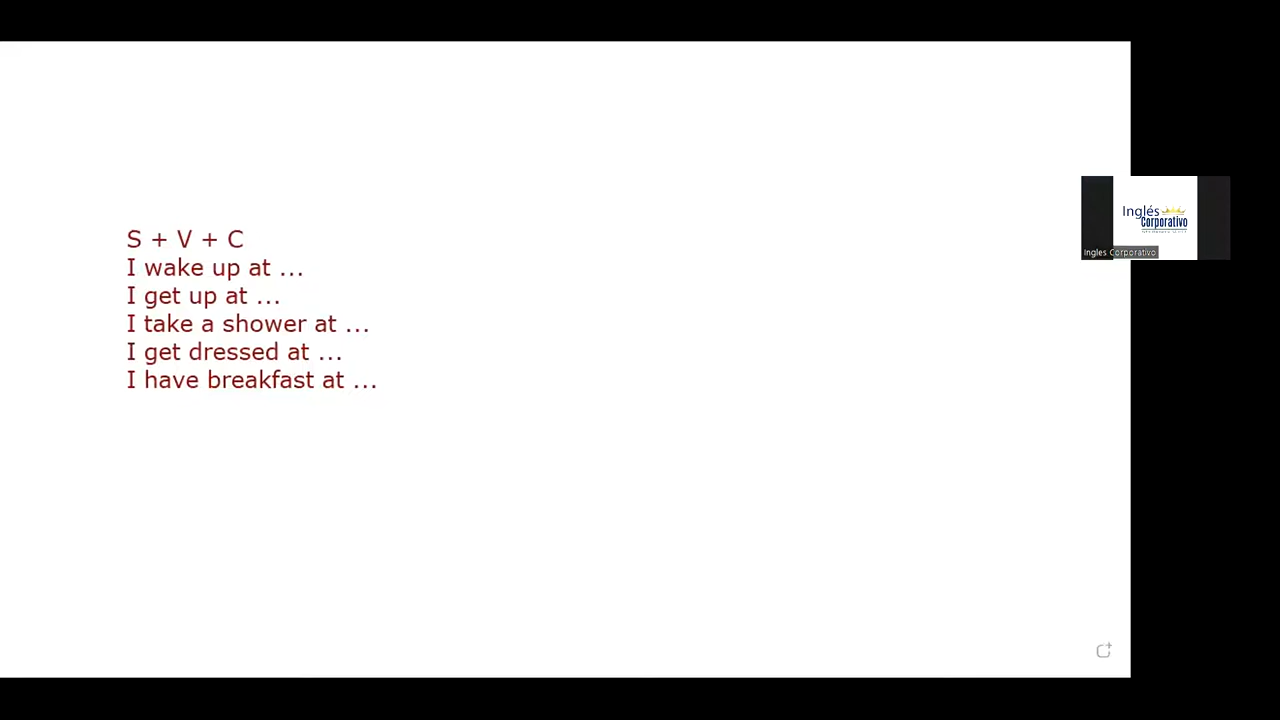 S + V + C
I wake up at ...
I get up at ...
I take a shower at ...
I get dressed at ...
I have breakfast at ...
Inglés
Corporativo
Ingles Corporativo